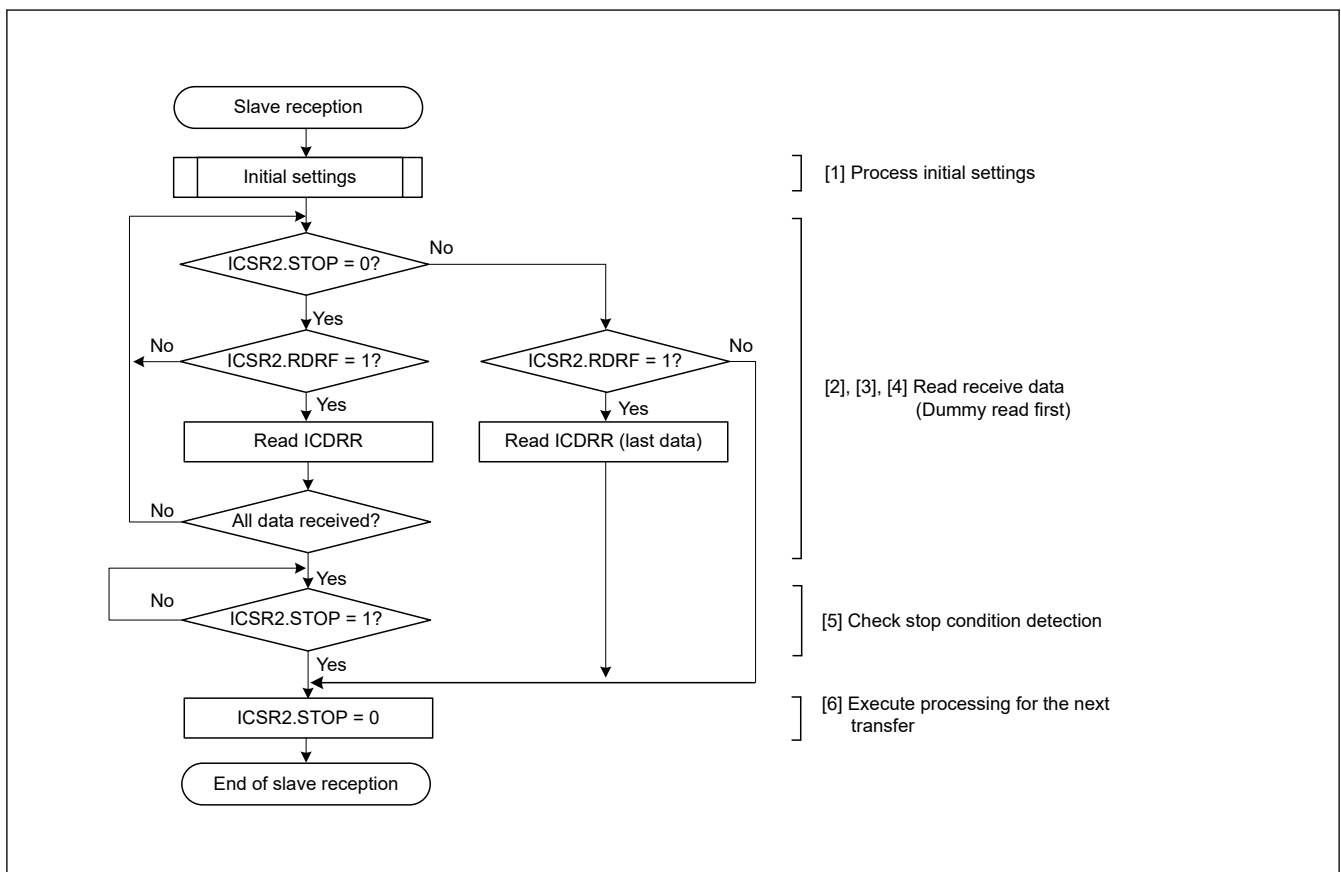 Slave reception
Initial settings
[1] Process initial settings
ICSR2.STOP = 0?
No
Yes
ICSR2.RDRF = 1?
No
Yes
Read ICDRR
ICSR2.RDRF = 1?
No
Yes
Read ICDRR (last data)
[2], [3], [4] Read receive data
(Dummy read first)
All data received?
No
Yes
ICSR2.STOP = 1?
No
Yes
[5] Check stop condition detection
ICSR2.STOP = 0
[6] Execute processing for the next
transfer
End of slave reception